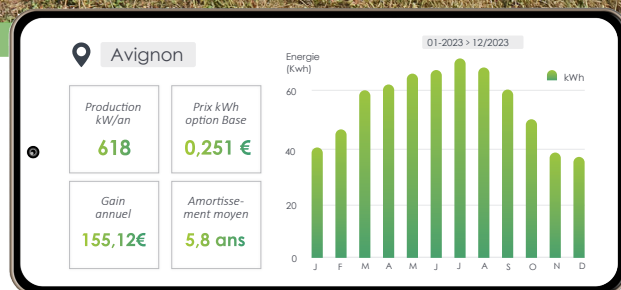 Avignon
Production
kW/an
618
Prix kWh
option Base
0,251 €
Gain
annuel
155,12€
Amortisse-
ment moyen
5,8 ans
01-2023 > 12/2023
Energie
(Kwh)
kWh
60
40
20
0
J F M A M J J A S O N D